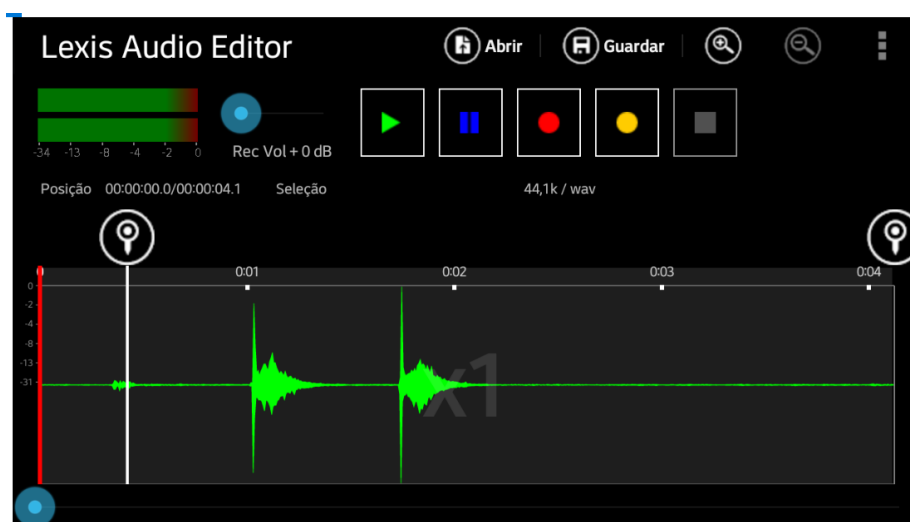 Lexis Audio Editor
Abrir
Guardar
-34 -13 -8 -4 -2 0
Rec Vol + 0 dB
Posição 00:00:00.0/00:00:04.1 Seleção 44,1k / wav
0 0:01 0:02 0:03 0:04
0
-2
-4
-8
-13
-31
x1